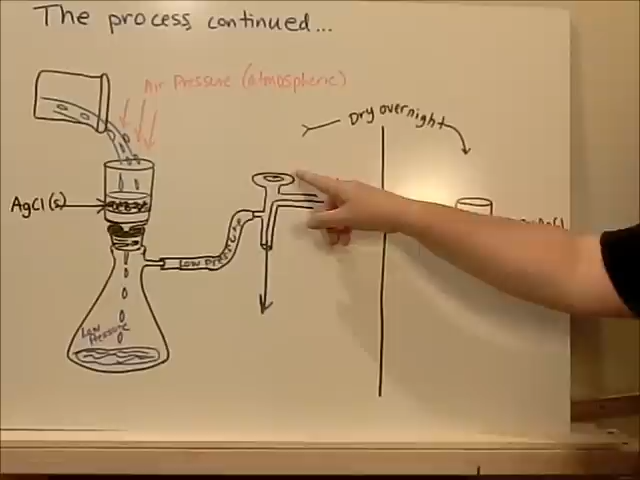 The process continued...
Air Pressure (atmospheric)
Dry overnight
AgCl(s)
Low Pressure
Low
Pressure